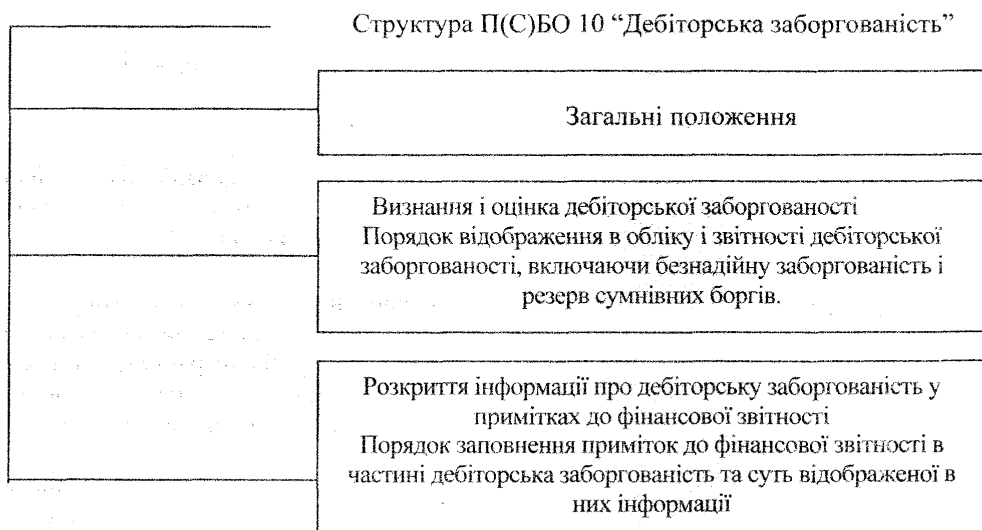 Структура П(С)БО 10 “Дебіторська заборгованість”
Загальні положення
Визнання і оцінка дебіторської заборгованості
Порядок відображення в обліку і звітності дебіторської
заборгованості, включаючи безнадійну заборгованість і
резерв сумнівних боргів.
Розкриття інформації про дебіторську заборгованість у
примітках до фінансової звітності
Порядок заповнення приміток до фінансової звітності в
частині дебіторська заборгованість та суть відображеної в
них інформації